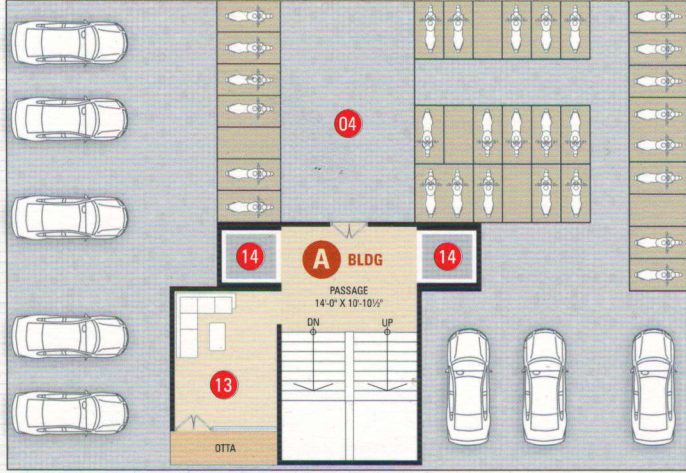 04
14
A BLDG
14
PASSAGE
14'-0" X 10'-10½"
DN UP
13
OTTA